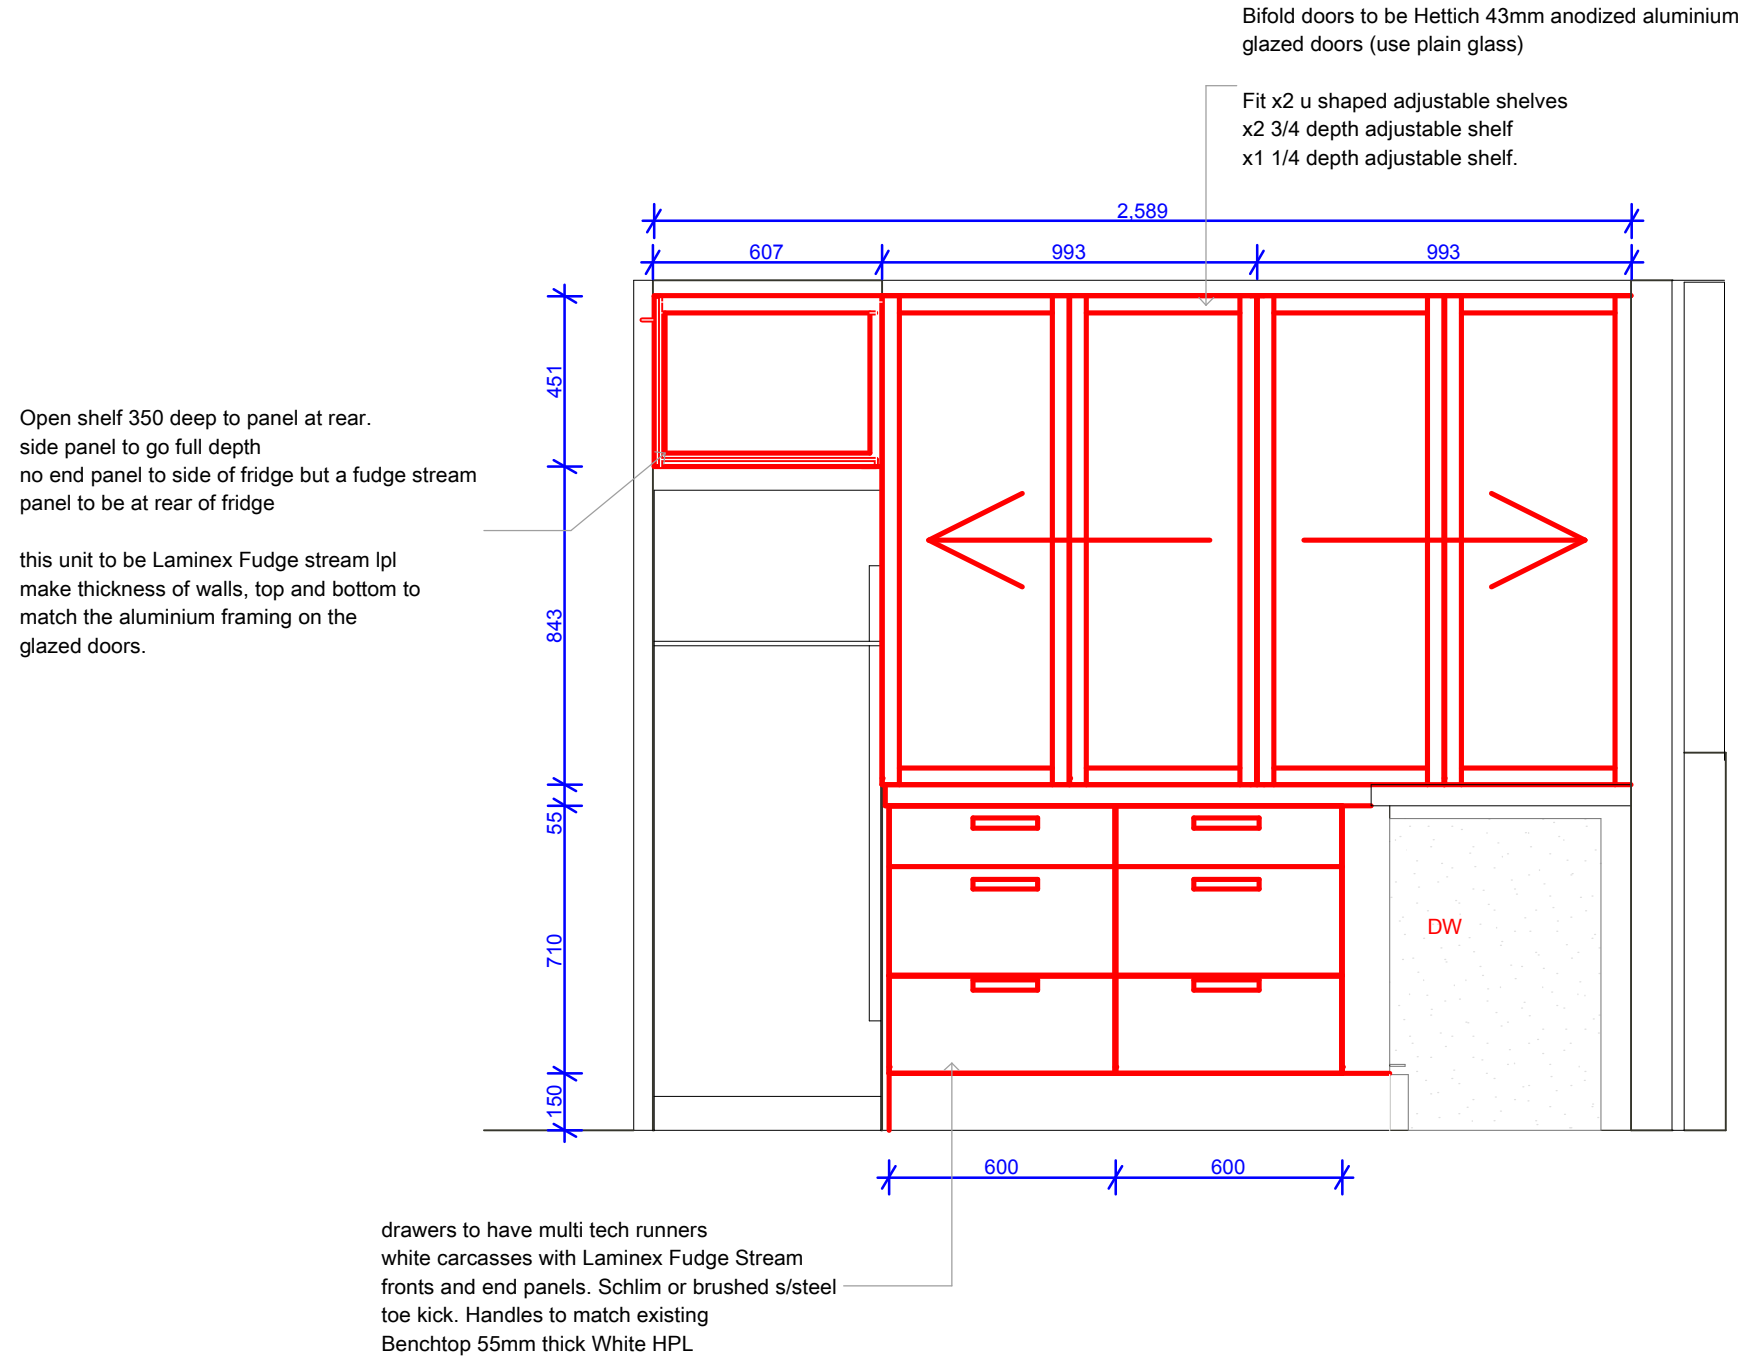 Bifold doors to be Hettich 43mm anodized aluminium
glazed doors (use plain glass)
Fit x2 u shaped adjustable shelves
x2 3/4 depth adjustable shelf
x1 1/4 depth adjustable shelf.
2,589
607
993
993
451
Open shelf 350 deep to panel at rear.
side panel to go full depth
no end panel to side of fridge but a fudge stream
panel to be at rear of fridge
this unit to be Laminex Fudge stream lpl
make thickness of walls, top and bottom to
match the aluminium framing on the
glazed doors.
843
55
710
DW
150
600
600
drawers to have multi tech runners
white carcasses with Laminex Fudge Stream
fronts and end panels. Schlim or brushed s/steel
toe kick. Handles to match existing
Benchtop 55mm thick White HPL